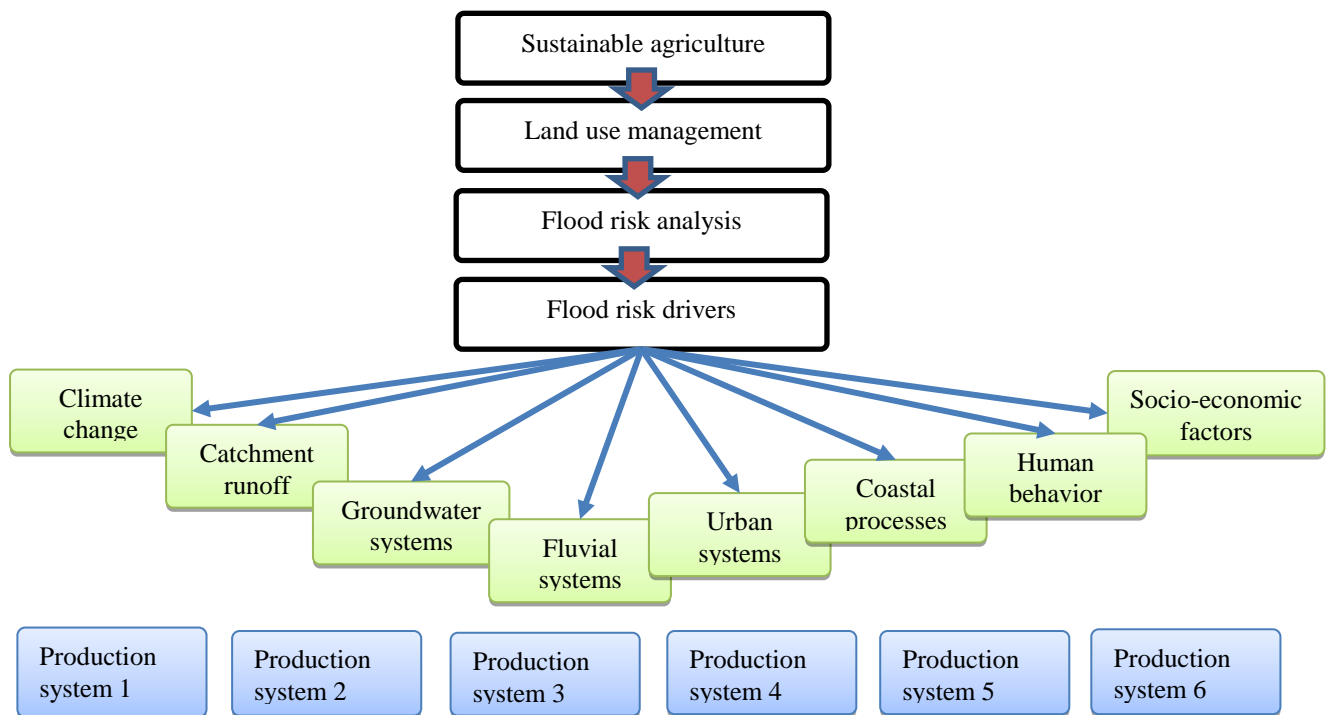 Sustainable agriculture
Land use management
Flood risk analysis
Flood risk drivers
Climate
change
Catchment
runoff
Groundwater
systems
Fluvial
systems
Urban
systems
Coastal
processes
Human
behavior
Socio-economic
factors
Production
system 1
Production
system 2
Production
system 3
Production
system 4
Production
system 5
Production
system 6